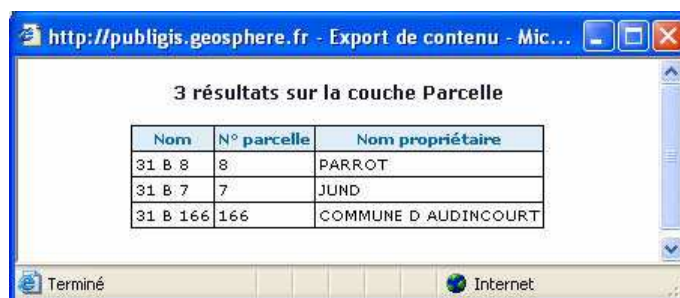 http://publigis.geosphere.fr - Export de contenu - Mic...
3 résultats sur la couche Parcelle
Nom N° parcelle Nom propriétaire
31 B 8 8 PARROT
31 B 7 7 JUND
31 B 166 166 COMMUNE D AUDINCOURT
Terminé Internet